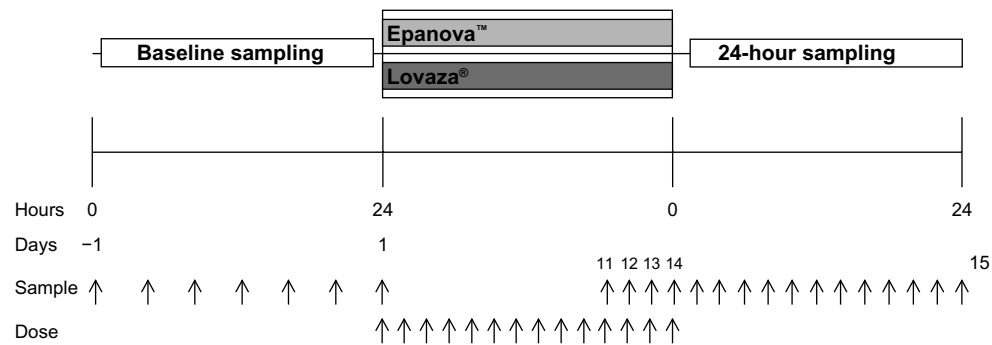 Epanova™
Baseline sampling
24-hour sampling
Lovaza®
Hours 0 24 0 24
Days −1 1
11 12 13 14 15
Sample
Dose